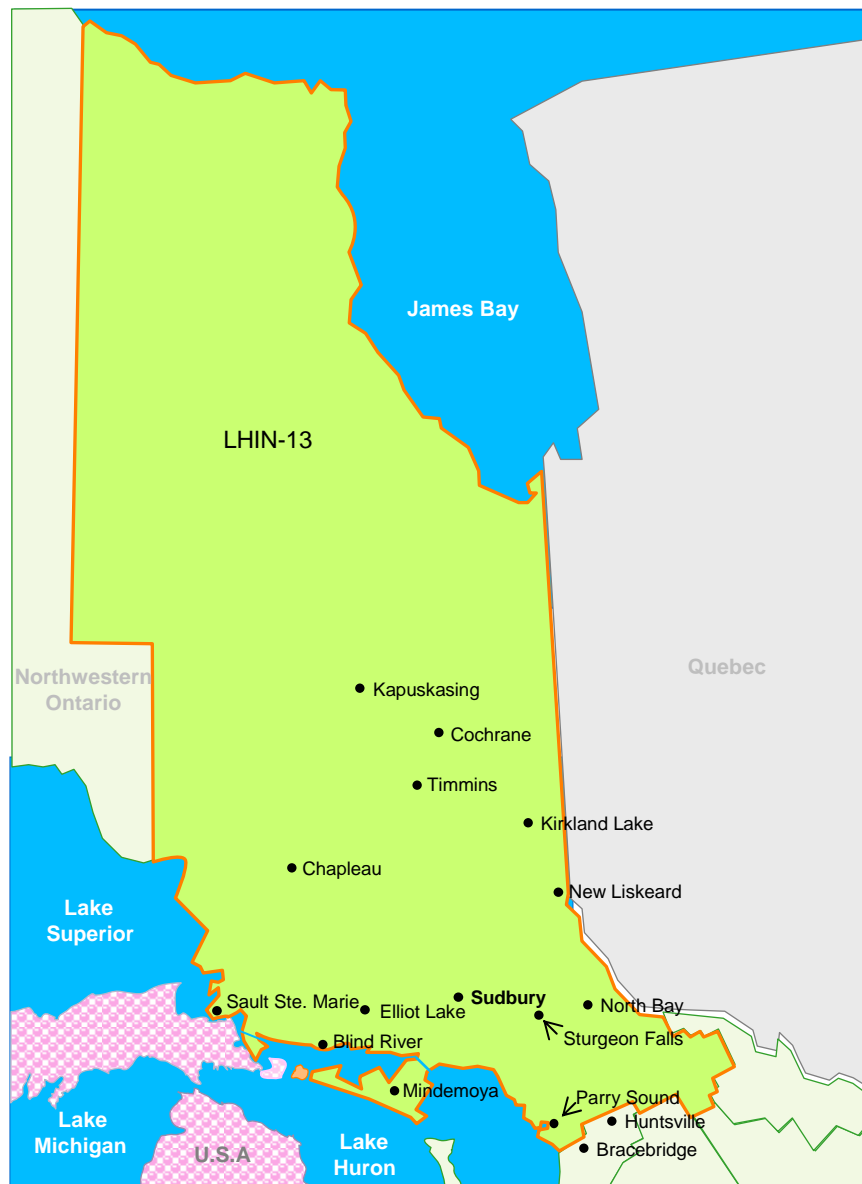 James Bay
LHIN-13
Northwestern
Ontario
Quebec
Kapuskasing
Cochrane
Timmins
Kirkland Lake
Chapleau
New Liskeard
Lake
Superior
Sault Ste. Marie
Elliot Lake
Sudbury
North Bay
Sturgeon Falls
Blind River
Mindemoya
Parry Sound
Huntsville
Bracebridge
Lake
Michigan
U.S.A
Lake
Huron